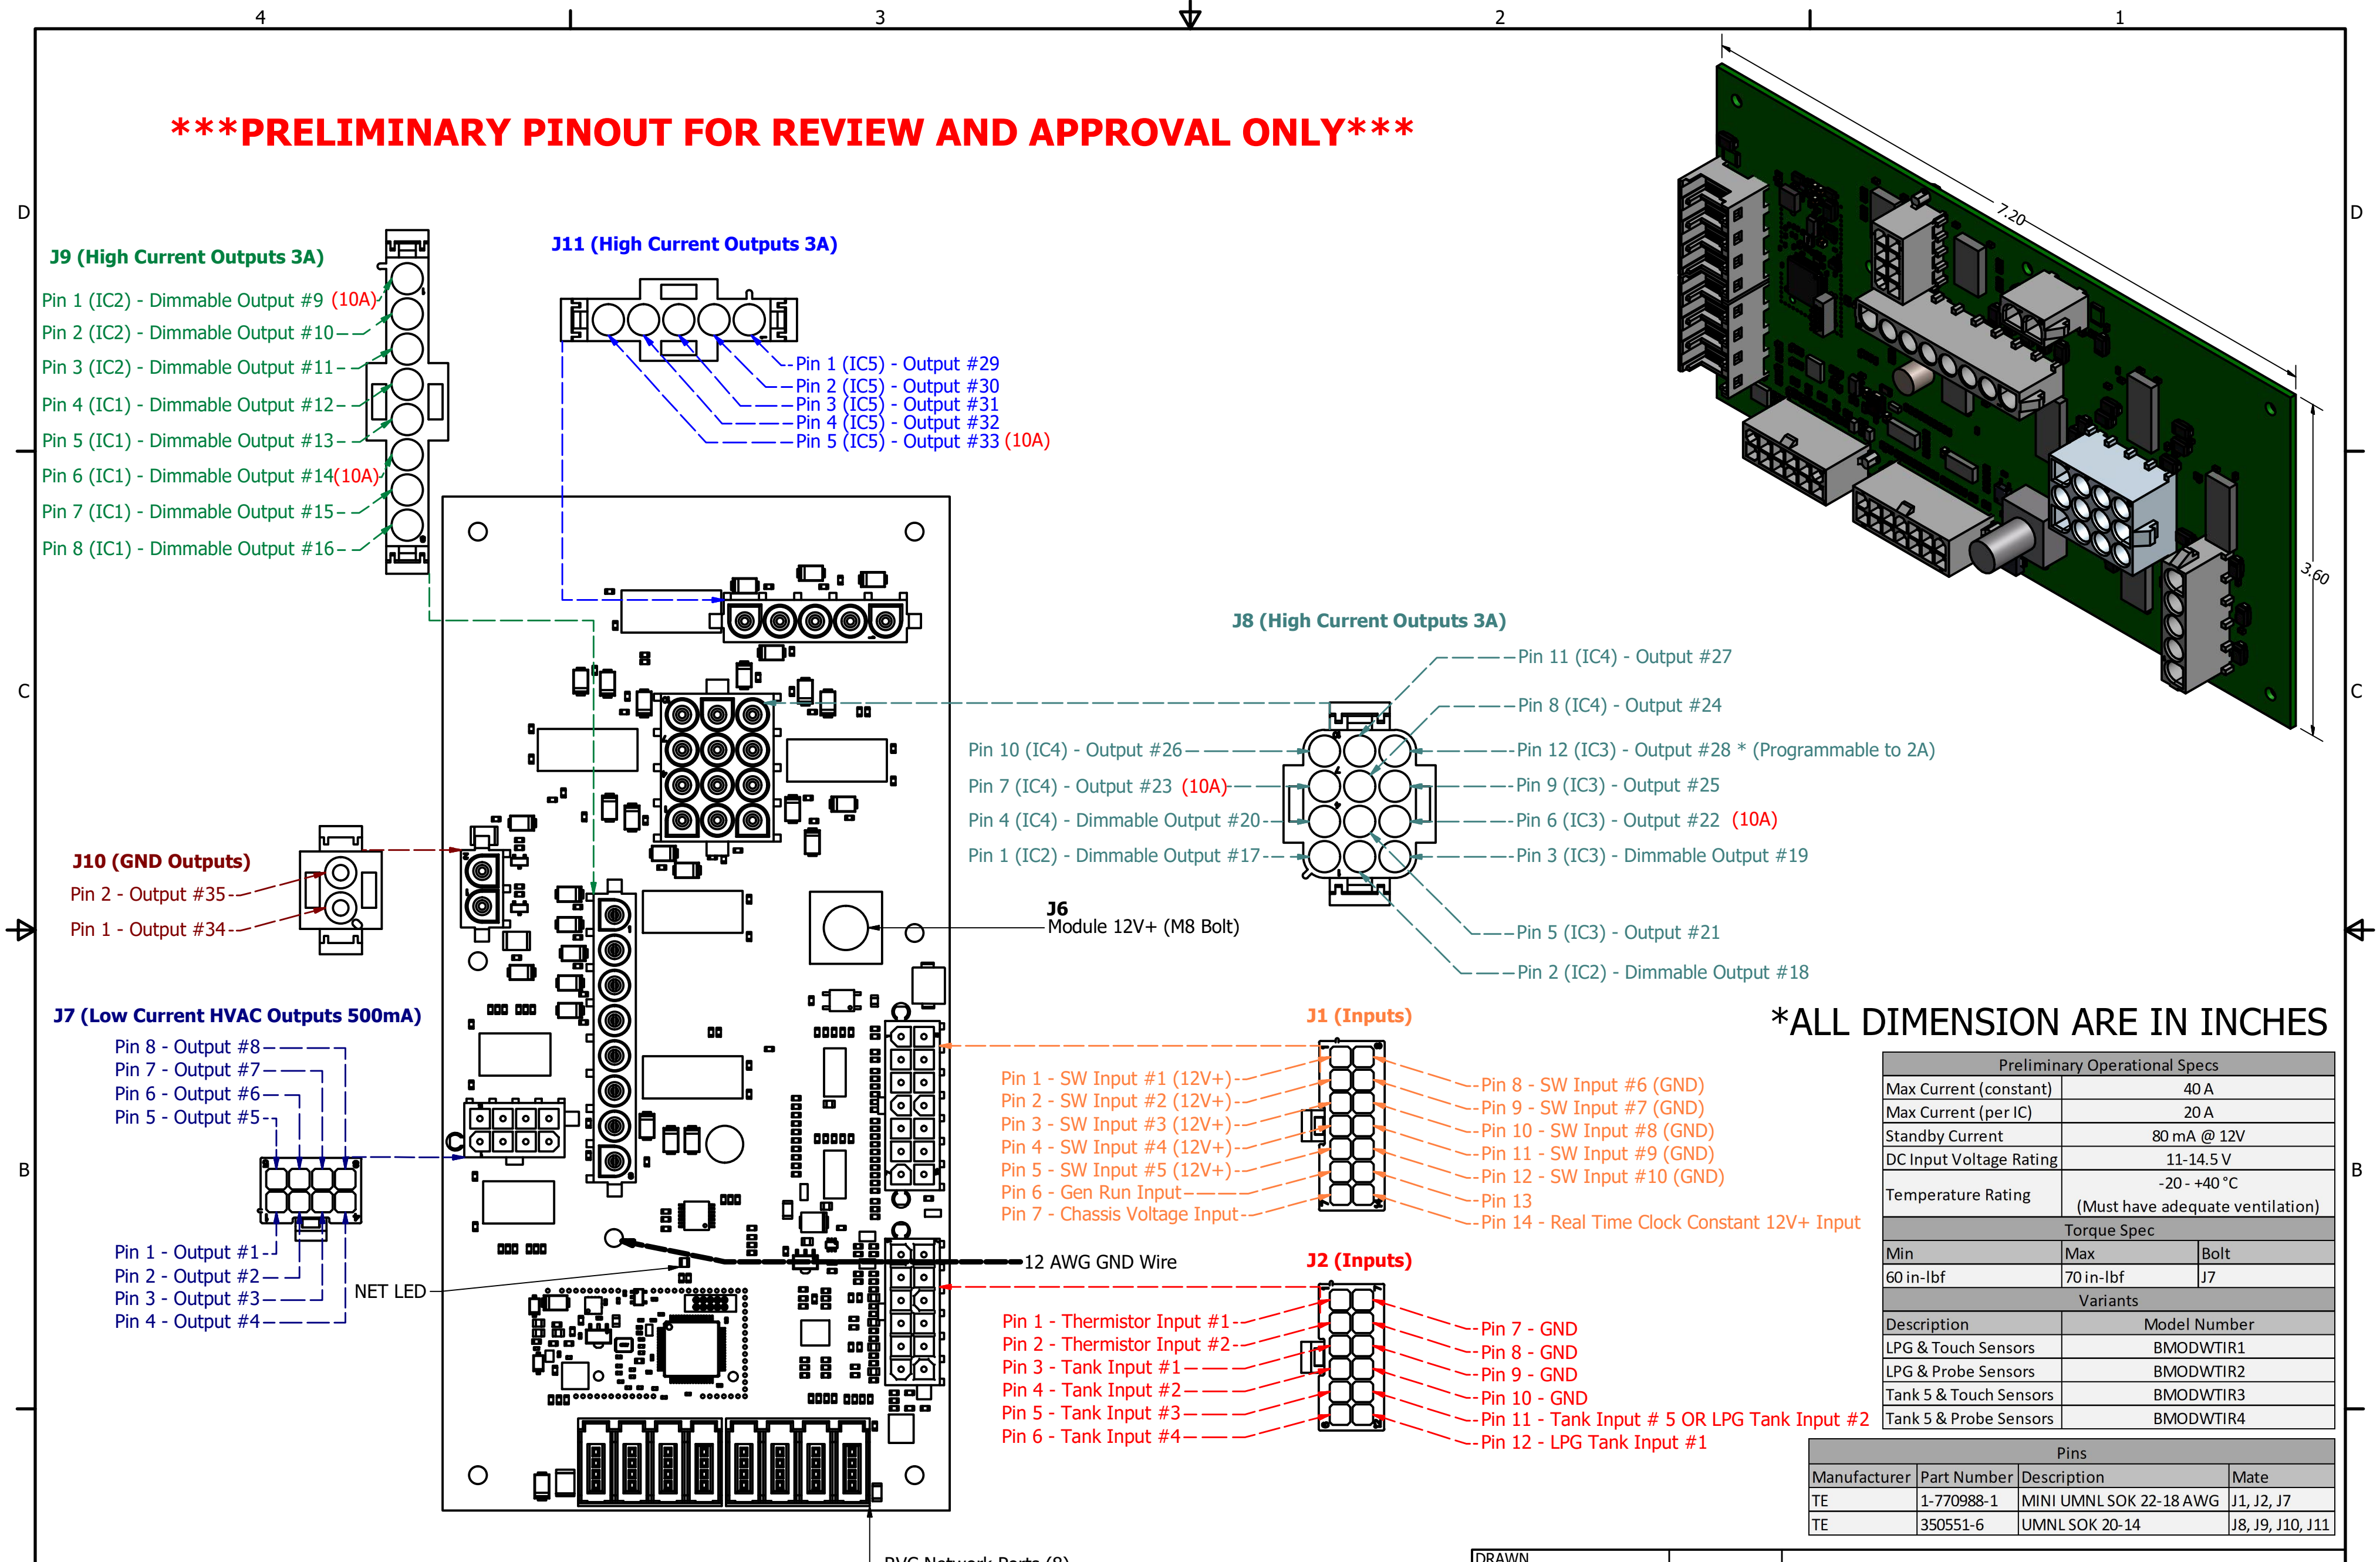 4 3 2 1
***PRELIMINARY PINOUT FOR REVIEW AND APPROVAL ONLY***
D D
7.20
3.60
J9 (High Current Outputs 3A)
Pin 1 (IC2) - Dimmable Output #9 (10A)
Pin 2 (IC2) - Dimmable Output #10
Pin 3 (IC2) - Dimmable Output #11
Pin 4 (IC1) - Dimmable Output #12
Pin 5 (IC1) - Dimmable Output #13
Pin 6 (IC1) - Dimmable Output #14(10A)
Pin 7 (IC1) - Dimmable Output #15
Pin 8 (IC1) - Dimmable Output #16
J11 (High Current Outputs 3A)
Pin 1 (IC5) - Output #29
Pin 2 (IC5) - Output #30
Pin 3 (IC5) - Output #31
Pin 4 (IC5) - Output #32
Pin 5 (IC5) - Output #33 (10A)
C C
J8 (High Current Outputs 3A)
Pin 11 (IC4) - Output #27
Pin 8 (IC4) - Output #24
Pin 10 (IC4) - Output #26
Pin 7 (IC4) - Output #23 (10A)
Pin 4 (IC4) - Dimmable Output #20
Pin 1 (IC2) - Dimmable Output #17
Pin 12 (IC3) - Output #28 * (Programmable to 2A)
Pin 9 (IC3) - Output #25
Pin 6 (IC3) - Output #22 (10A)
Pin 3 (IC3) - Dimmable Output #19
Pin 5 (IC3) - Output #21
Pin 2 (IC2) - Dimmable Output #18
J10 (GND Outputs)
Pin 2 - Output #35
Pin 1 - Output #34
J6
Module 12V+ (M8 Bolt)
J7 (Low Current HVAC Outputs 500mA)
Pin 8 - Output #8
Pin 7 - Output #7
Pin 6 - Output #6
Pin 5 - Output #5
Pin 1 - Output #1
Pin 2 - Output #2
Pin 3 - Output #3
Pin 4 - Output #4
NET LED
12 AWG GND Wire
B B
J1 (Inputs)
Pin 1 - SW Input #1 (12V+)
Pin 2 - SW Input #2 (12V+)
Pin 3 - SW Input #3 (12V+)
Pin 4 - SW Input #4 (12V+)
Pin 5 - SW Input #5 (12V+)
Pin 6 - Gen Run Input
Pin 7 - Chassis Voltage Input
Pin 8 - SW Input #6 (GND)
Pin 9 - SW Input #7 (GND)
Pin 10 - SW Input #8 (GND)
Pin 11 - SW Input #9 (GND)
Pin 12 - SW Input #10 (GND)
Pin 13
Pin 14 - Real Time Clock Constant 12V+ Input
J2 (Inputs)
Pin 1 - Thermistor Input #1
Pin 2 - Thermistor Input #2
Pin 3 - Tank Input #1
Pin 4 - Tank Input #2
Pin 5 - Tank Input #3
Pin 6 - Tank Input #4
Pin 7 - GND
Pin 8 - GND
Pin 9 - GND
Pin 10 - GND
Pin 11 - Tank Input # 5 OR LPG Tank Input #2
Pin 12 - LPG Tank Input #1
*ALL DIMENSION ARE IN INCHES
Preliminary Operational Specs
Max Current (constant) 40 A
Max Current (per IC) 20 A
Standby Current 80 mA @ 12V
DC Input Voltage Rating 11-14.5 V
Temperature Rating -20 - +40 °C
(Must have adequate ventilation)
Torque Spec
Min Max Bolt
60 in-lbf 70 in-lbf J7
Variants
Description Model Number
LPG & Touch Sensors BMODWTIR1
LPG & Probe Sensors BMODWTIR2
Tank 5 & Touch Sensors BMODWTIR3
Tank 5 & Probe Sensors BMODWTIR4
Pins
Manufacturer Part Number Description Mate
TE 1-770988-1 MINI UMNL SOK 22-18 AWG J1, J2, J7
TE 350551-6 UMNL SOK 20-14 J8, J9, J10, J11
RVC Network Ports (8)
DRAWN